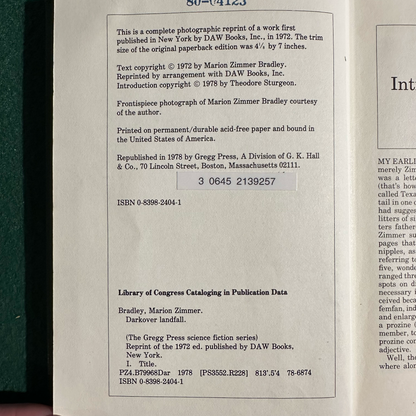 80-04123
This is a complete photographic reprint of a work first
published in New York by DAW Books, Inc., in 1972. The trim
size of the original paperback edition was 4¼ by 7 inches.
Text copyright © 1972 by Marion Zimmer Bradley.
Reprinted by arrangement with DAW Books, Inc.
Introduction copyright © 1978 by Theodore Sturgeon.
Frontispiece photograph of Marion Zimmer Bradley courtesy
of the author.
Printed on permanent/durable acid-free paper and bound in
the United States of America.
Republished in 1978 by Gregg Press, A Division of G. K. Hall
& Co., 70 Lincoln Street, Boston, Massachusetts 02111.
3 0645 2139257
ISBN 0-8398-2404-1
Library of Congress Cataloging in Publication Data
Bradley, Marion Zimmer.
Darkover landfall.
(The Gregg Press science fiction series)
Reprint of the 1972 ed. published by DAW Books,
New York.
I. Title.
PZ4.B79968Dar 1978 [PS3552.R228] 813'.5'4 78-6874
ISBN 0-8398-2404-1
Int
MY EARLI
merely Zim
was a lette
(that's how
called Texa
tail in one o
had sugges
litters of si
ters father
Zimmer su
pages that
nipples, as
referring to
five, wonde
ranged thre
spots on di
necessary i
ceived beca
femfan, ind
and enlarge
a prozine (
member, to
prozine con
adjective.
Well, the
where alon